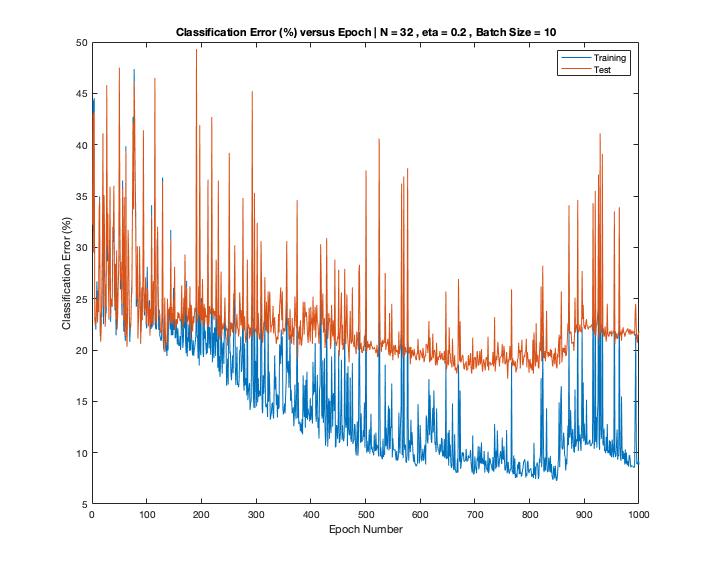 Classification Error (%) versus Epoch | N = 32 , eta = 0.2 , Batch Size = 10
50
45
40
35
30
25
20
15
10
5
Classification Error (%)
Training
Test
0 100 200 300 400 500 600 700 800 900 1000
Epoch Number